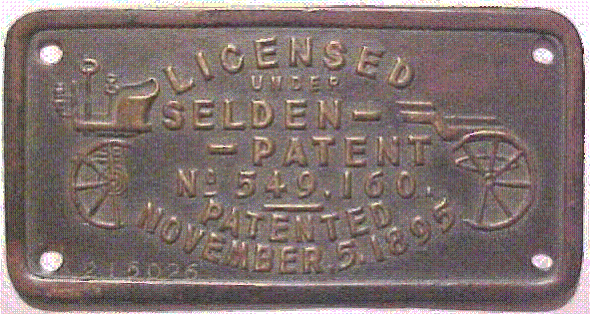 LICENSED
UNDER
SELDEN-
-PATENT
No 549.160.
PATENTED
NOVEMBER.5.1895